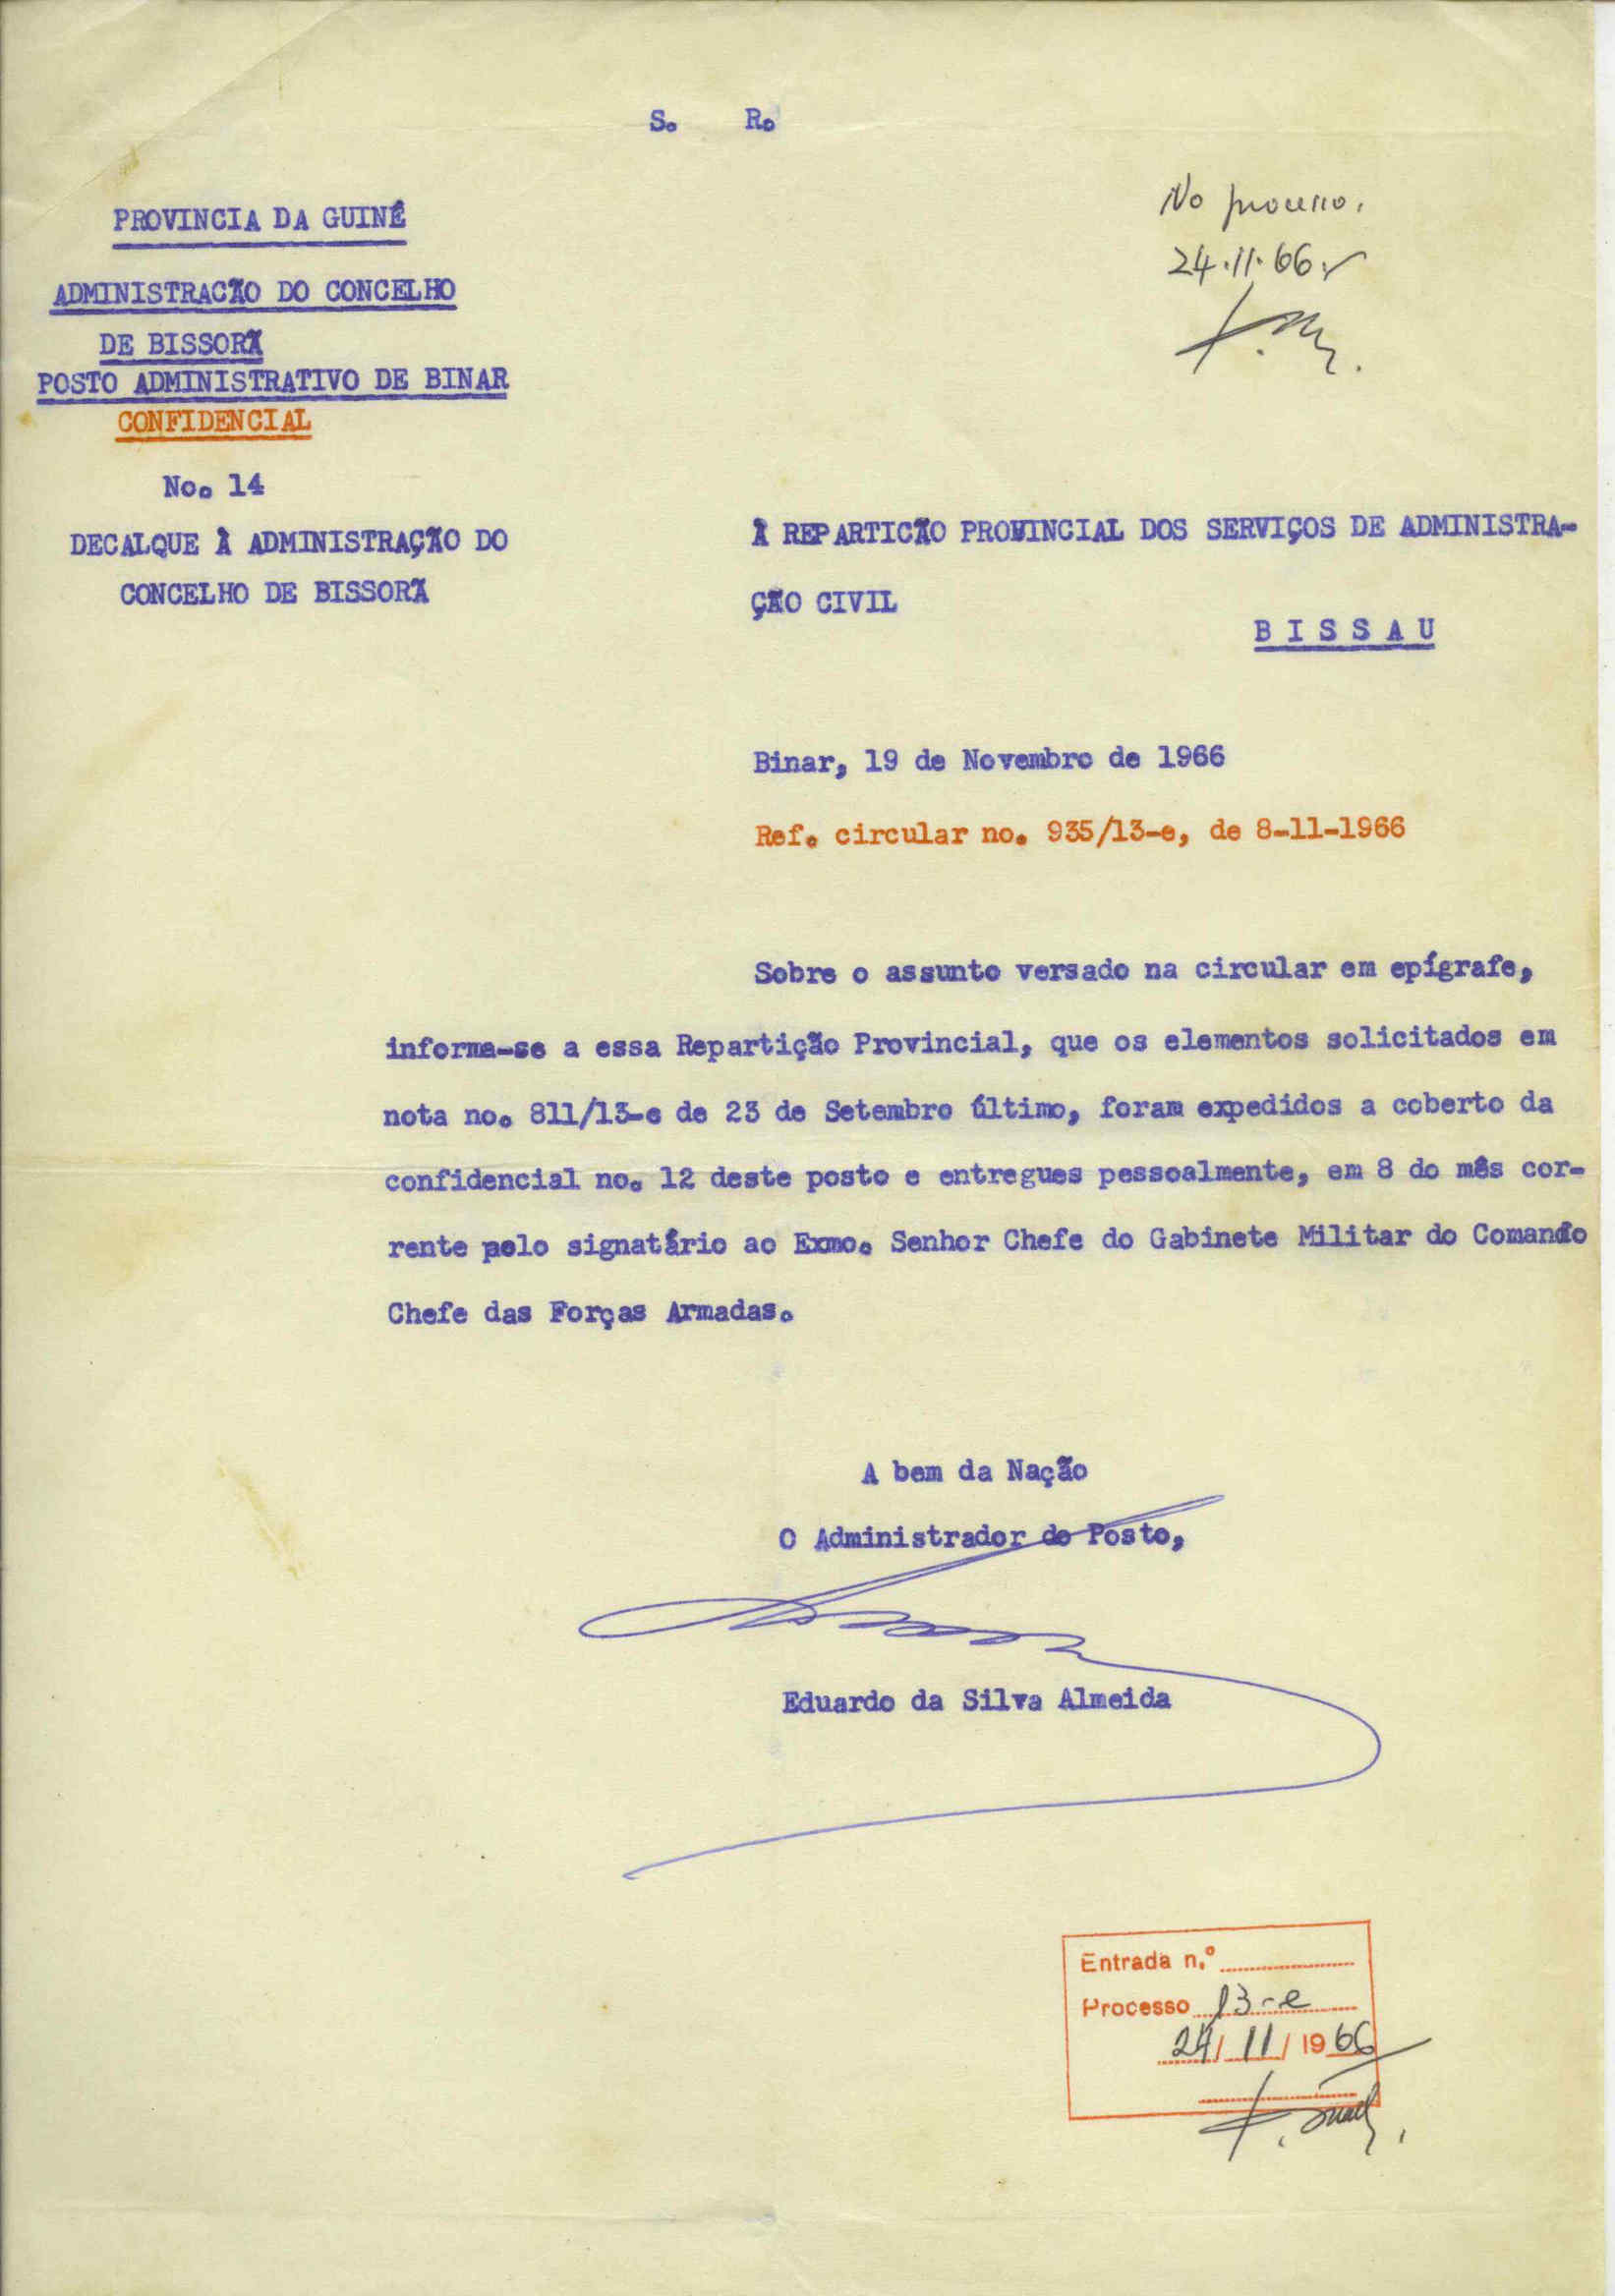 S. R.
PROVINCIA DA GUINÉ
ADMINISTRACÃO DO CONCELHO
DE BISSORÃ
POSTO ADMINISTRATIVO DE BINAR
CONFIDENCIAL
No. 14
DECALQUE À ADMINISTRAÇÃO DO
CONCELHO DE BISSORÃ
No processo.
24.11.66.
À REPARTICÃO PROVINCIAL DOS SERVIÇOS DE ADMINISTRA-
ÇÃO CIVIL
BISSAU
Binar, 19 de Novembro de 1966
Ref. circular no. 935/13-e, de 8-11-1966
Sobre o assunto versado na circular em epígrafe,
informa-se a essa Repartição Provincial, que os elementos solicitados em
nota no. 811/13-e de 23 de Setembro último, foram expedidos a coberto da
confidencial no. 12 deste posto e entregues pessoalmente, em 8 do mês cor-
rente pelo signatário ao Exmo. Senhor Chefe do Gabinete Militar do Comando
Chefe das Forças Armadas.
A bem da Nação
O Administrador do Posto,
Eduardo da Silva Almeida
Entrada n.º
Processo 13-e
24/11/1966